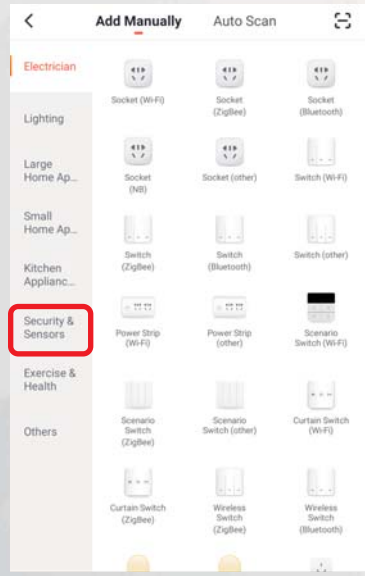 Add Manually Auto Scan
Electrician
Lighting
Large
Home Ap...
Small
Home Ap...
Kitchen
Applianc...
Security &
Sensors
Exercise &
Health
Others
Socket (Wi-Fi)
Socket
(ZigBee)
Socket
(Bluetooth)
Socket
(NB)
Socket (other)
Switch (Wi-Fi)
Switch
(ZigBee)
Switch
(Bluetooth)
Switch (other)
Power Strip
(Wi-Fi)
Power Strip
(other)
Scenario
Switch (Wi-Fi)
Scenario
Switch
(ZigBee)
Scenario
Switch (other)
Curtain Switch
(Wi-Fi)
Curtain Switch
(ZigBee)
Wireless
Switch
(ZigBee)
Wireless
Switch
(Bluetooth)